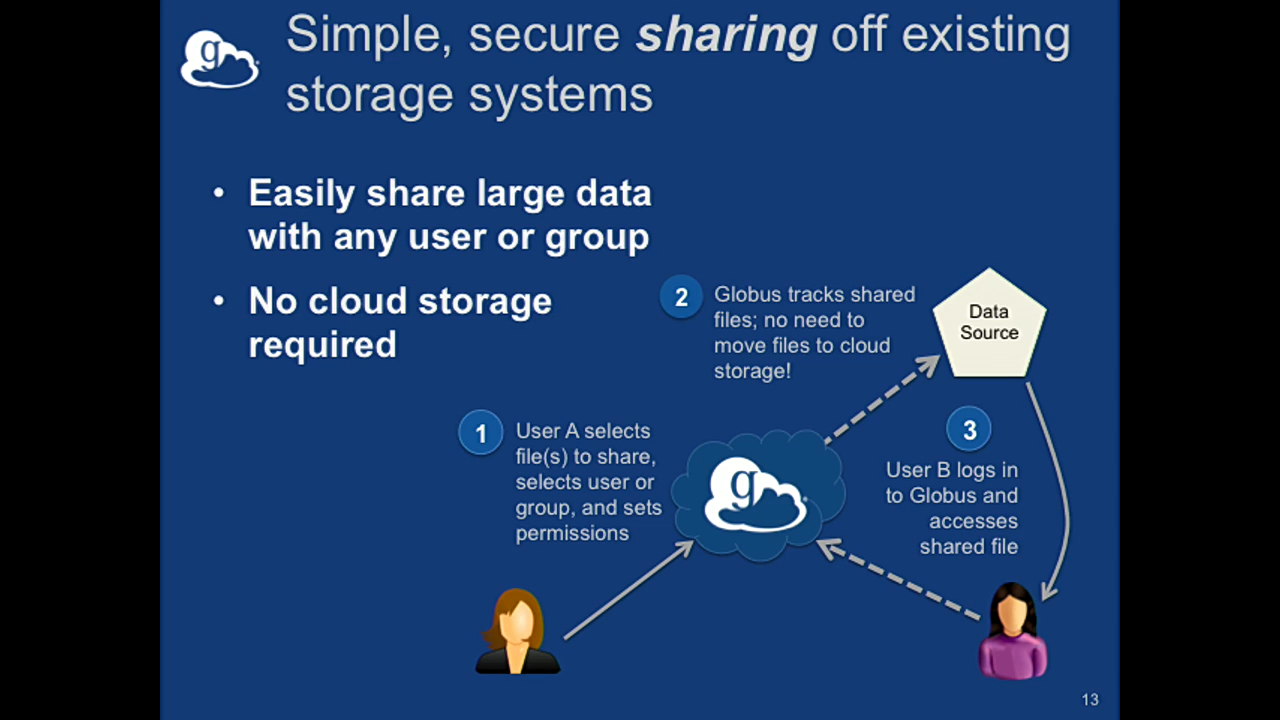 g
Simple, secure sharing off existing
storage systems
• Easily share large data
with any user or group
• No cloud storage
required
1
User A selects
file(s) to share,
selects user or
group, and sets
permissions
2
Globus tracks shared
files; no need to
move files to cloud
storage!
Data
Source
g
3
User B logs in
to Globus and
accesses
shared file
13